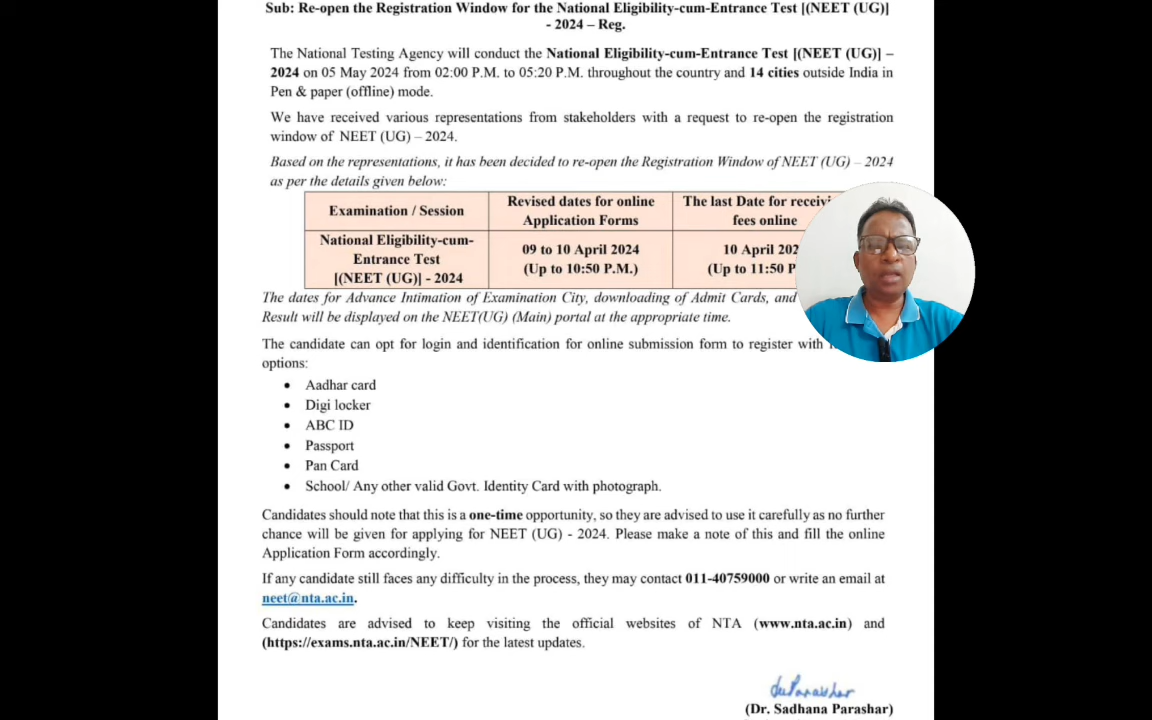 Sub: Re-open the Registration Window for the National Eligibility-cum-Entrance Test [(NEET (UG)]
- 2024 – Reg.
The National Testing Agency will conduct the National Eligibility-cum-Entrance Test [(NEET (UG)] –
2024 on 05 May 2024 from 02:00 P.M. to 05:20 P.M. throughout the country and 14 cities outside India in
Pen & paper (offline) mode.
We have received various representations from stakeholders with a request to re-open the registration
window of NEET (UG) – 2024.
Based on the representations, it has been decided to re-open the Registration Window of NEET (UG) – 2024
as per the details given below:
Examination / Session
Revised dates for online
Application Forms
The last Date for
fees online
National Eligibility-cum-
Entrance Test
[(NEET (UG)] - 2024
09 to 10 April 2024
(Up to 10:50 P.M.)
10 April
(Up to 11:50
The dates for Advance Intimation of Examination City, downloading of Admit Cards, and
Result will be displayed on the NEET(UG) (Main) portal at the appropriate time.
The candidate can opt for login and identification for online submission form to register with
options:
• Aadhar card
• Digi locker
• ABC ID
• Passport
• Pan Card
• School/ Any other valid Govt. Identity Card with photograph.
Candidates should note that this is a one-time opportunity, so they are advised to use it carefully as no further
chance will be given for applying for NEET (UG) - 2024. Please make a note of this and fill the online
Application Form accordingly.
If any candidate still faces any difficulty in the process, they may contact 011-40759000 or write an email at
neet@nta.ac.in.
Candidates are advised to keep visiting the official websites of NTA (www.nta.ac.in) and
(https://exams.nta.ac.in/NEET/) for the latest updates.
(Dr. Sadhana Parashar)